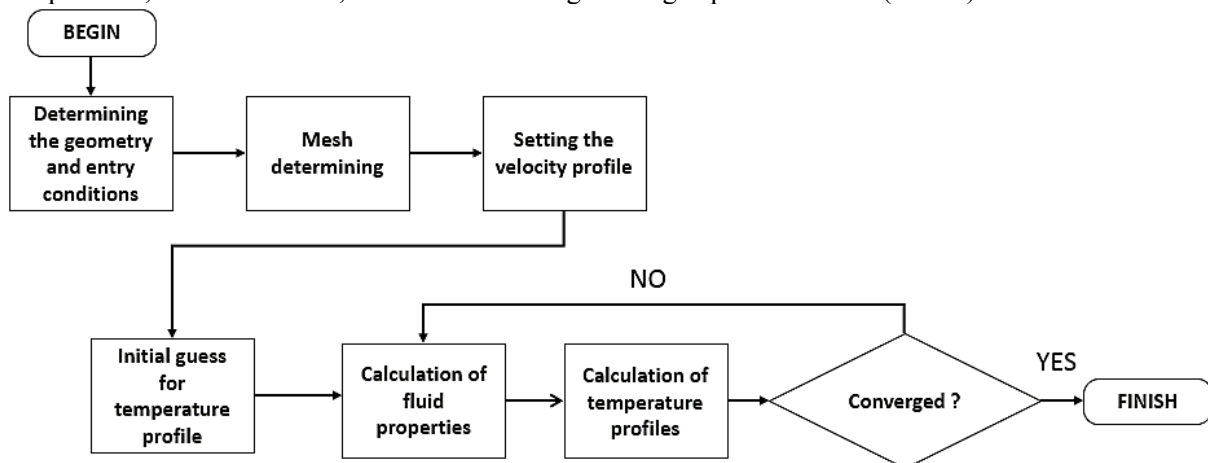 BEGIN
Determining
the geometry
and entry
conditions
Mesh
determining
Setting the
velocity profile
NO
Initial guess
for
temperature
profile
Calculation of
fluid
properties
Calculation of
temperature
profiles
Converged ?
YES
FINISH